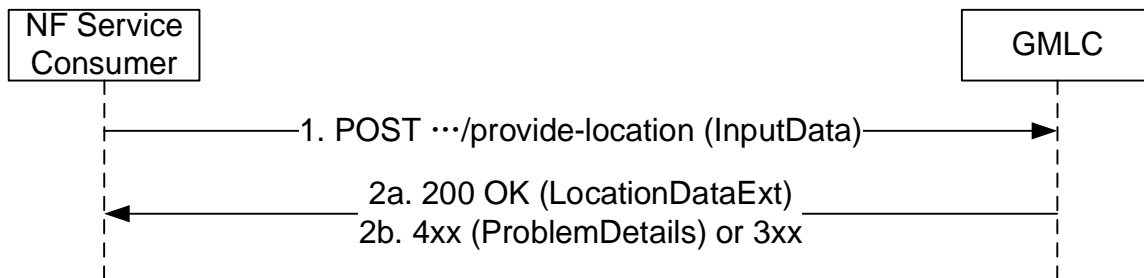 NF Service
Consumer
GMLC
1. POST ···/provide-location (InputData)
2a. 200 OK (LocationDataExt)
2b. 4xx (ProblemDetails) or 3xx